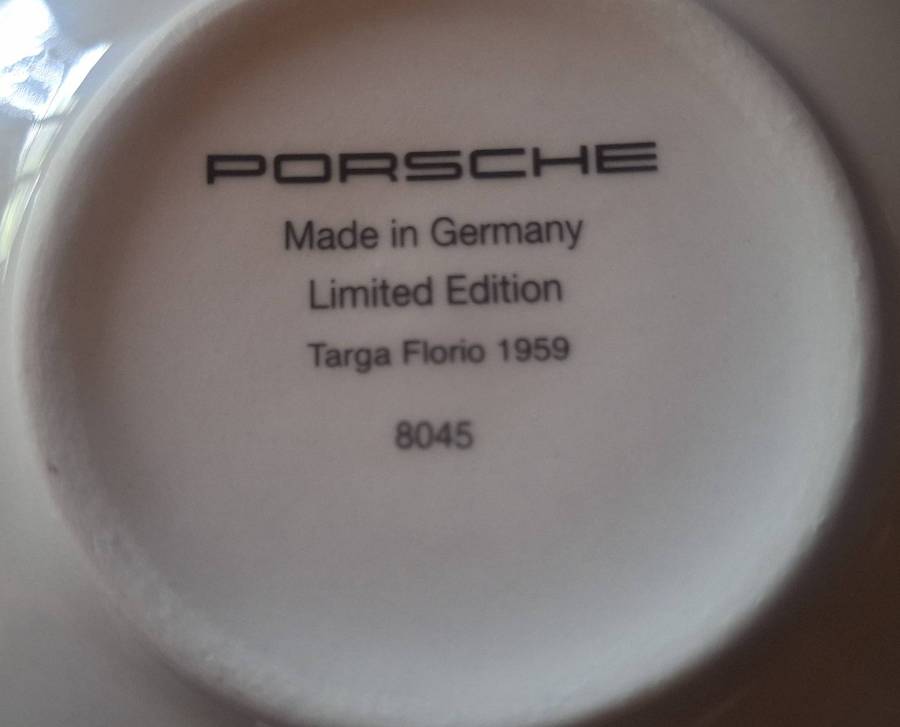 PORSCHE
Made in Germany
Limited Edition
Targa Florio 1959
8045